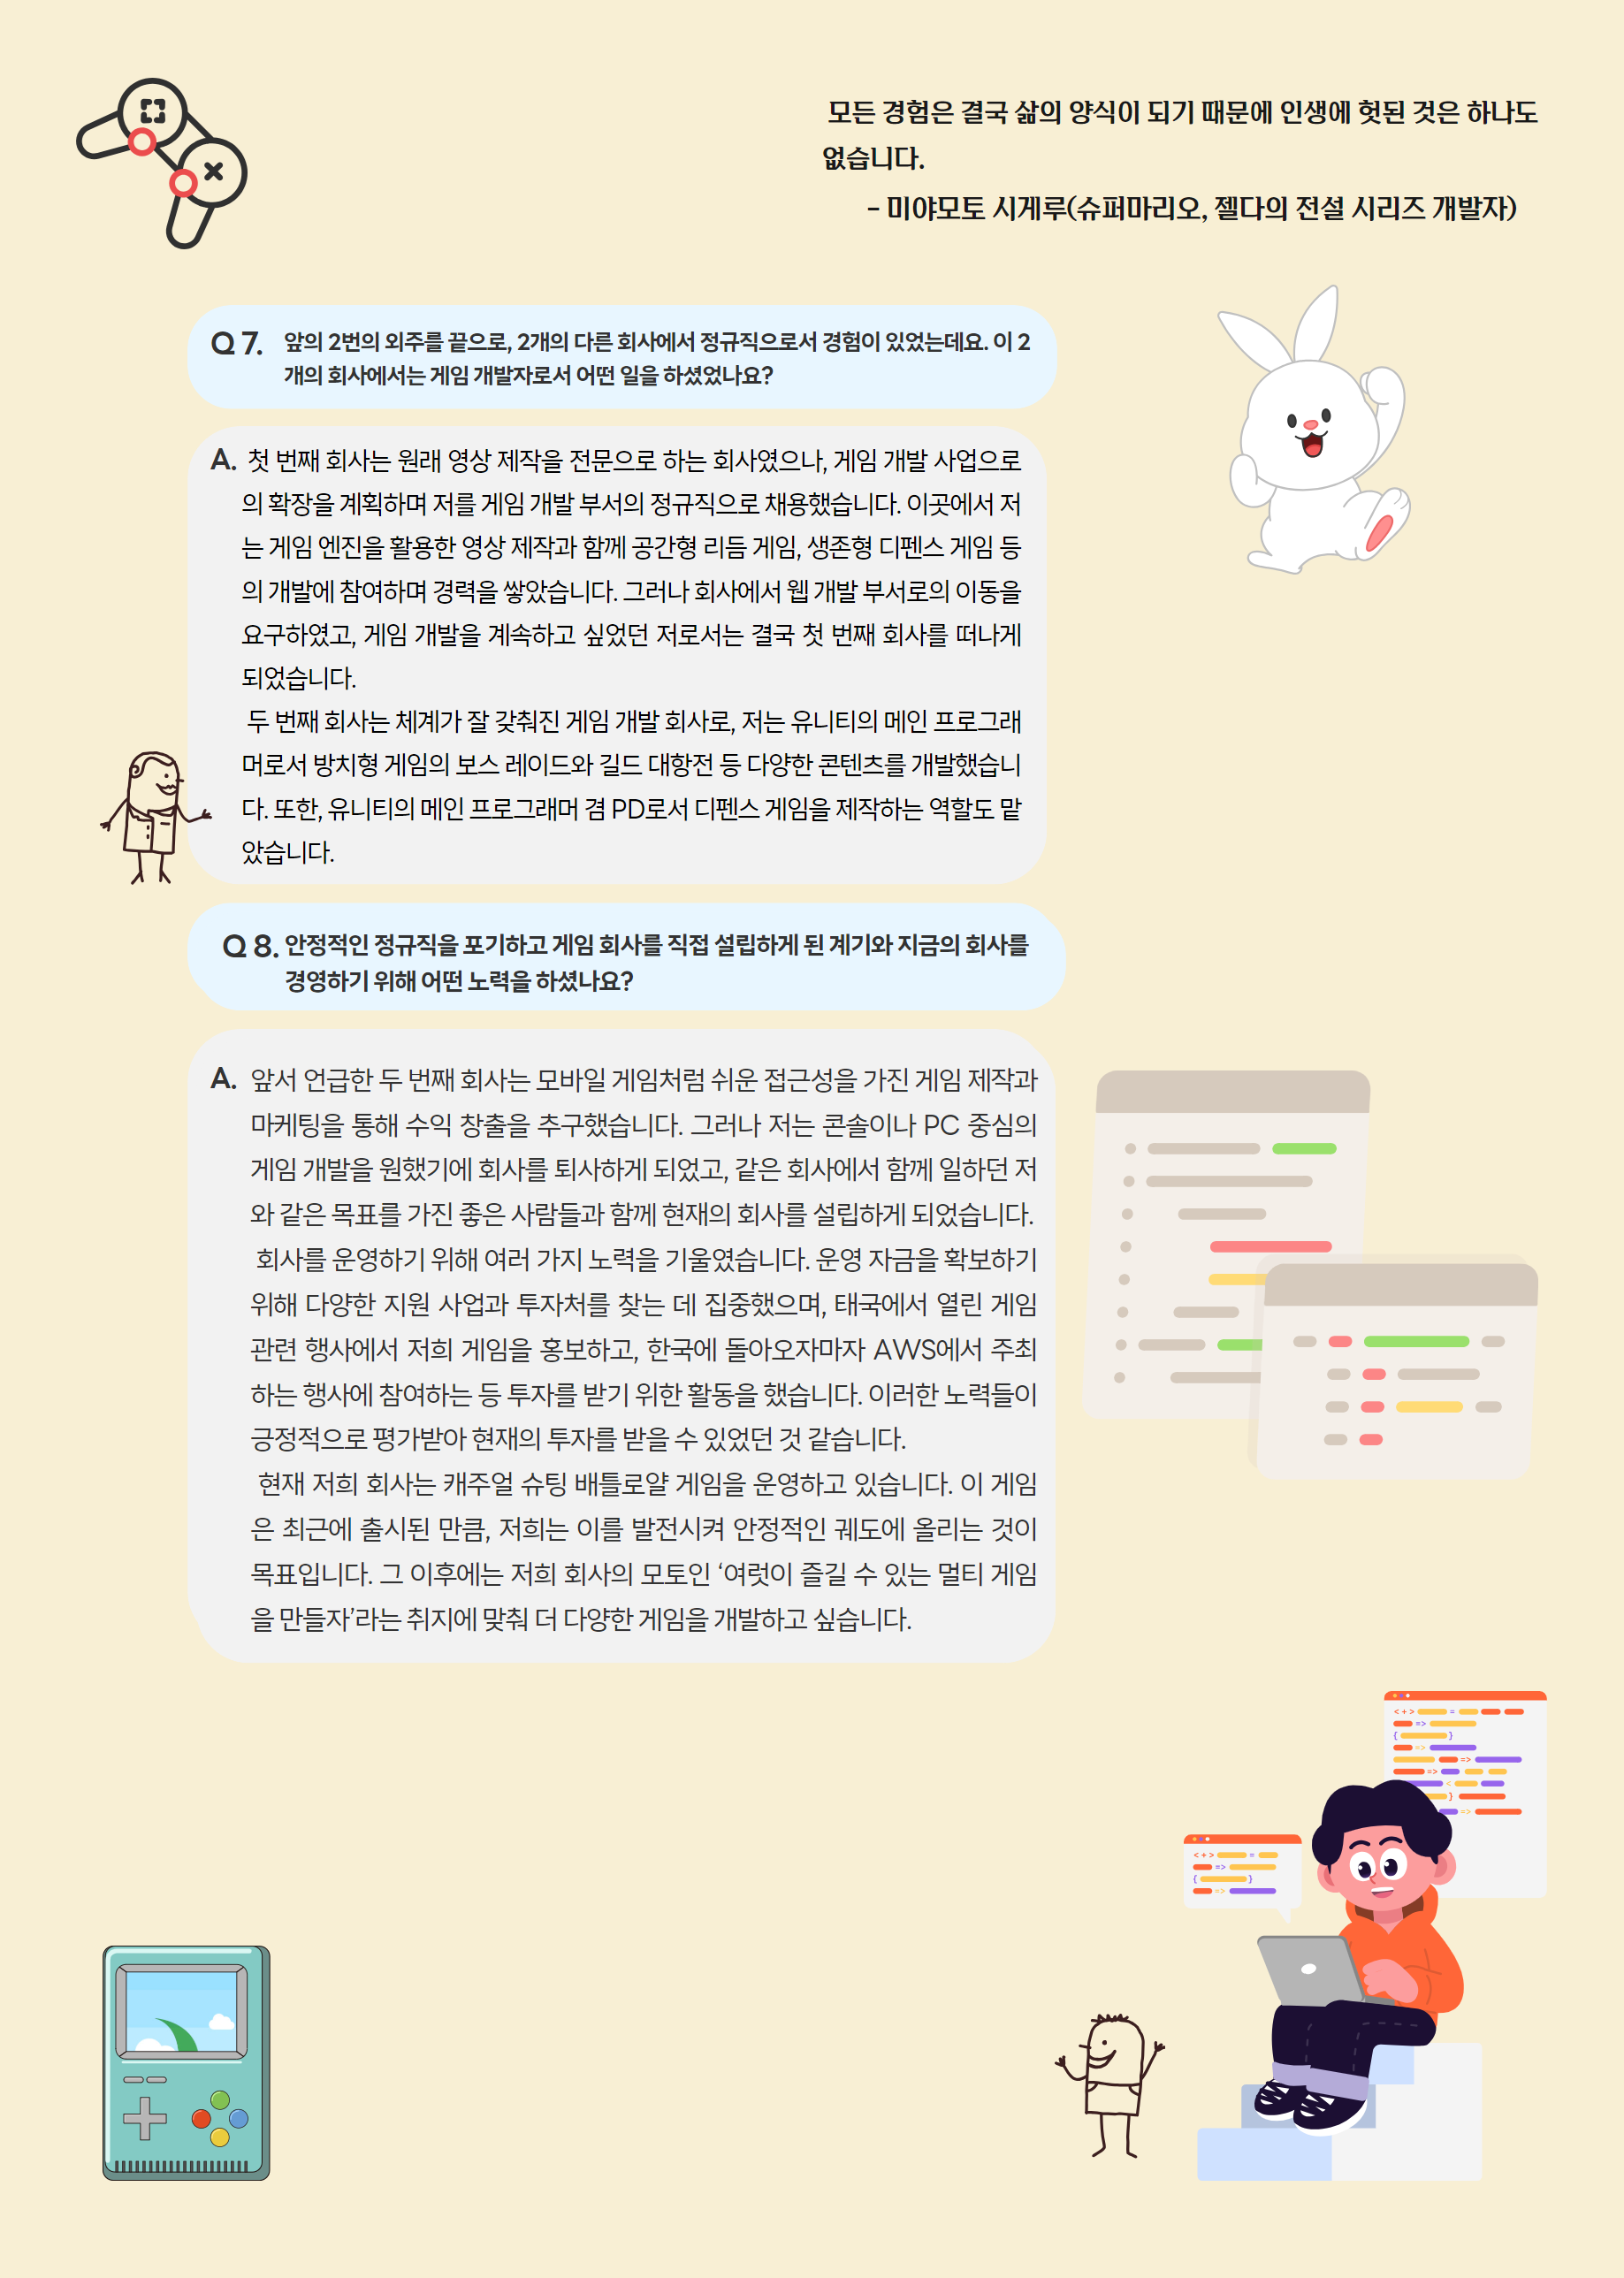 모든 경험은 결국 삶의 양식이 되기 때문에 인생에 헛된 것은 하나도
없습니다.
- 미야모토 시게루(슈퍼마리오, 젤다의 전설 시리즈 개발자)
Q 7. 앞의 2번의 외주를 끝으로, 2개의 다른 회사에서 정규직으로서 경험이 있었는데요. 이 2
개의 회사에서는 게임 개발자로서 어떤 일을 하셨었나요?
A. 첫 번째 회사는 원래 영상 제작을 전문으로 하는 회사였으나, 게임 개발 사업으로
의 확장을 계획하며 저를 게임 개발 부서의 정규직으로 채용했습니다. 이곳에서 저
는 게임 엔진을 활용한 영상 제작과 함께 공간형 리듬 게임, 생존형 디펜스 게임 등
의 개발에 참여하며 경력을 쌓았습니다. 그러나 회사에서 웹 개발 부서로의 이동을
요구하였고, 게임 개발을 계속하고 싶었던 저로서는 결국 첫 번째 회사를 떠나게
되었습니다.
두 번째 회사는 체계가 잘 갖춰진 게임 개발 회사로, 저는 유니티의 메인 프로그래
머로서 방치형 게임의 보스 레이드와 길드 대항전 등 다양한 콘텐츠를 개발했습니
다. 또한, 유니티의 메인 프로그래머 겸 PD로서 디펜스 게임을 제작하는 역할도 맡
았습니다.
Q 8. 안정적인 정규직을 포기하고 게임 회사를 직접 설립하게 된 계기와 지금의 회사를
경영하기 위해 어떤 노력을 하셨나요?
A. 앞서 언급한 두 번째 회사는 모바일 게임처럼 쉬운 접근성을 가진 게임 제작과
마케팅을 통해 수익 창출을 추구했습니다. 그러나 저는 콘솔이나 PC 중심의
게임 개발을 원했기에 회사를 퇴사하게 되었고, 같은 회사에서 함께 일하던 저
와 같은 목표를 가진 좋은 사람들과 함께 현재의 회사를 설립하게 되었습니다.
회사를 운영하기 위해 여러 가지 노력을 기울였습니다. 운영 자금을 확보하기
위해 다양한 지원 사업과 투자처를 찾는 데 집중했으며, 태국에서 열린 게임
관련 행사에서 저희 게임을 홍보하고, 한국에 돌아오자마자 AWS에서 주최
하는 행사에 참여하는 등 투자를 받기 위한 활동을 했습니다. 이러한 노력들이
긍정적으로 평가받아 현재의 투자를 받을 수 있었던 것 같습니다.
현재 저희 회사는 캐주얼 슈팅 배틀로얄 게임을 운영하고 있습니다. 이 게임
은 최근에 출시된 만큼, 저희는 이를 발전시켜 안정적인 궤도에 올리는 것이
목표입니다. 그 이후에는 저희 회사의 모토인 ‘여럿이 즐길 수 있는 멀티 게임
을 만들자’라는 취지에 맞춰 더 다양한 게임을 개발하고 싶습니다.